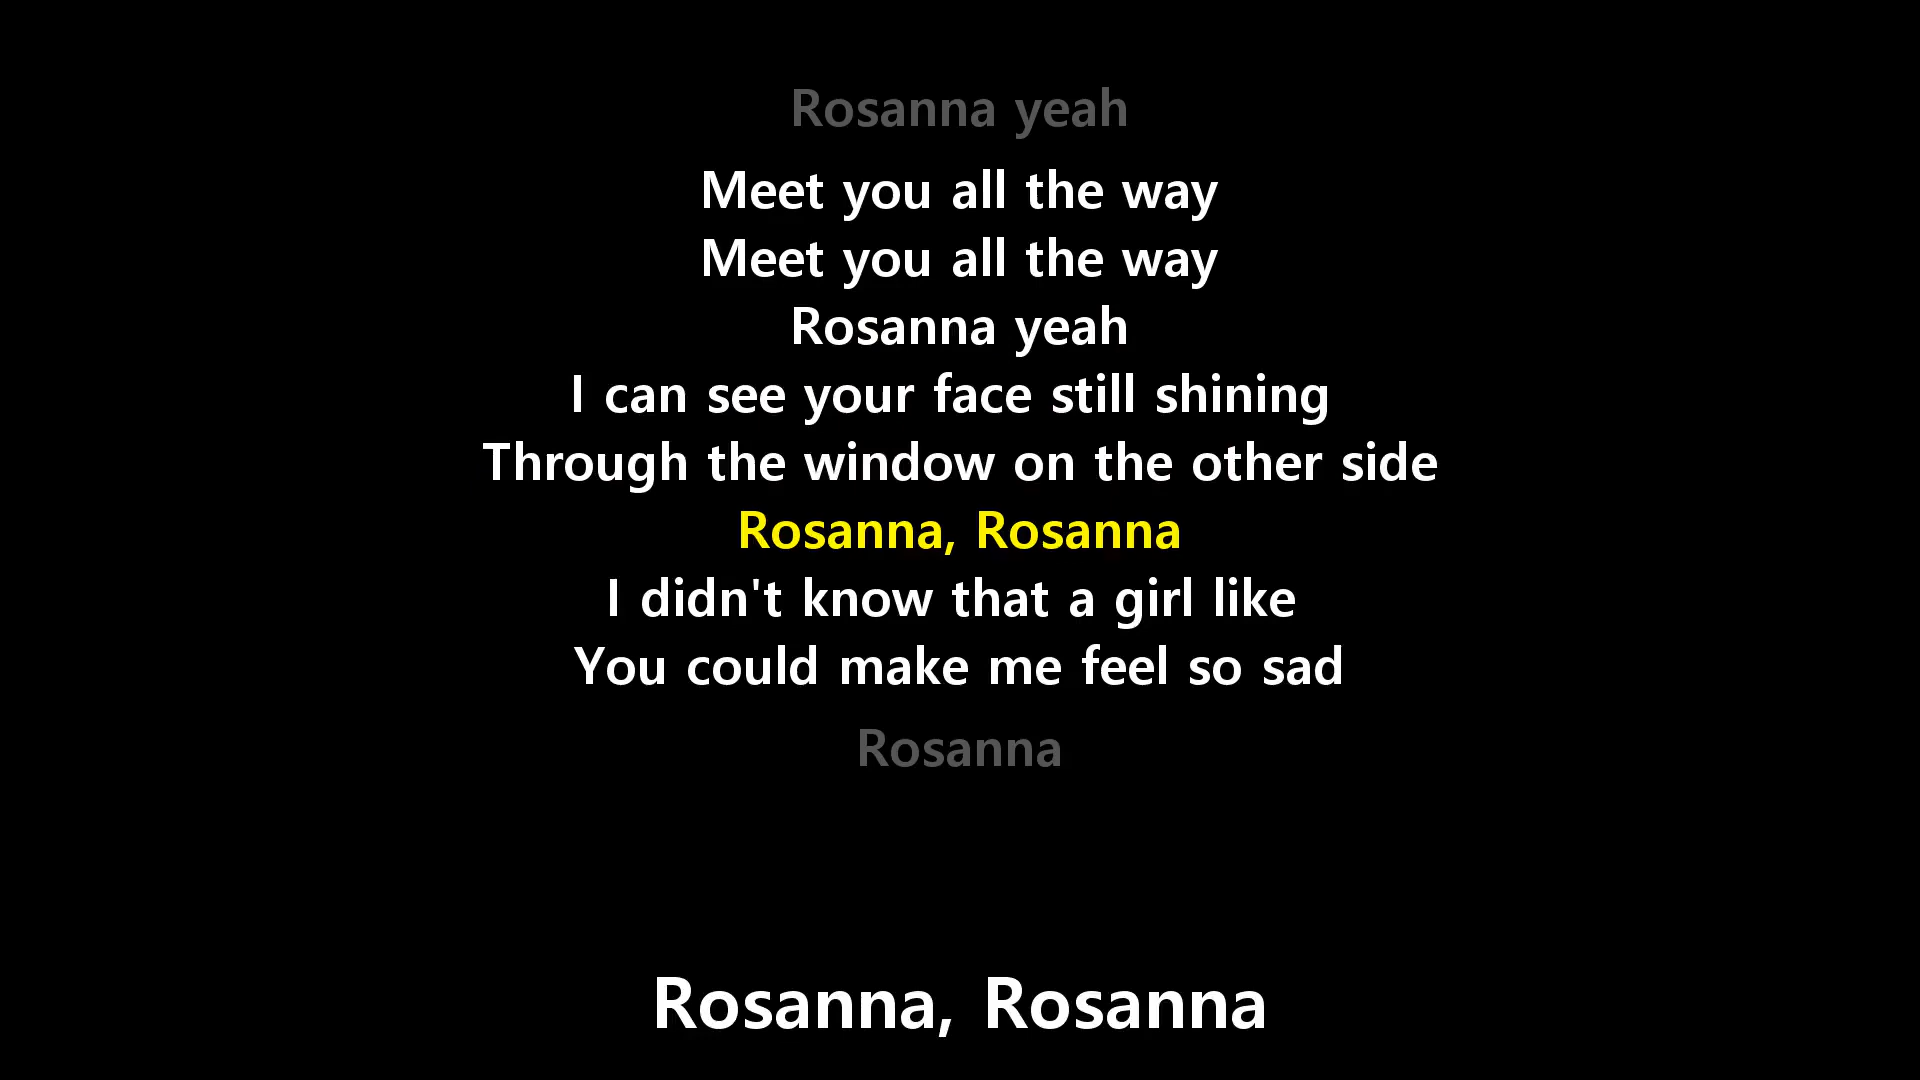 Rosanna yeah
Meet you all the way
Meet you all the way
Rosanna yeah
I can see your face still shining
Through the window on the other side
Rosanna, Rosanna
I didn't know that a girl like
You could make me feel so sad
Rosanna
Rosanna, Rosanna